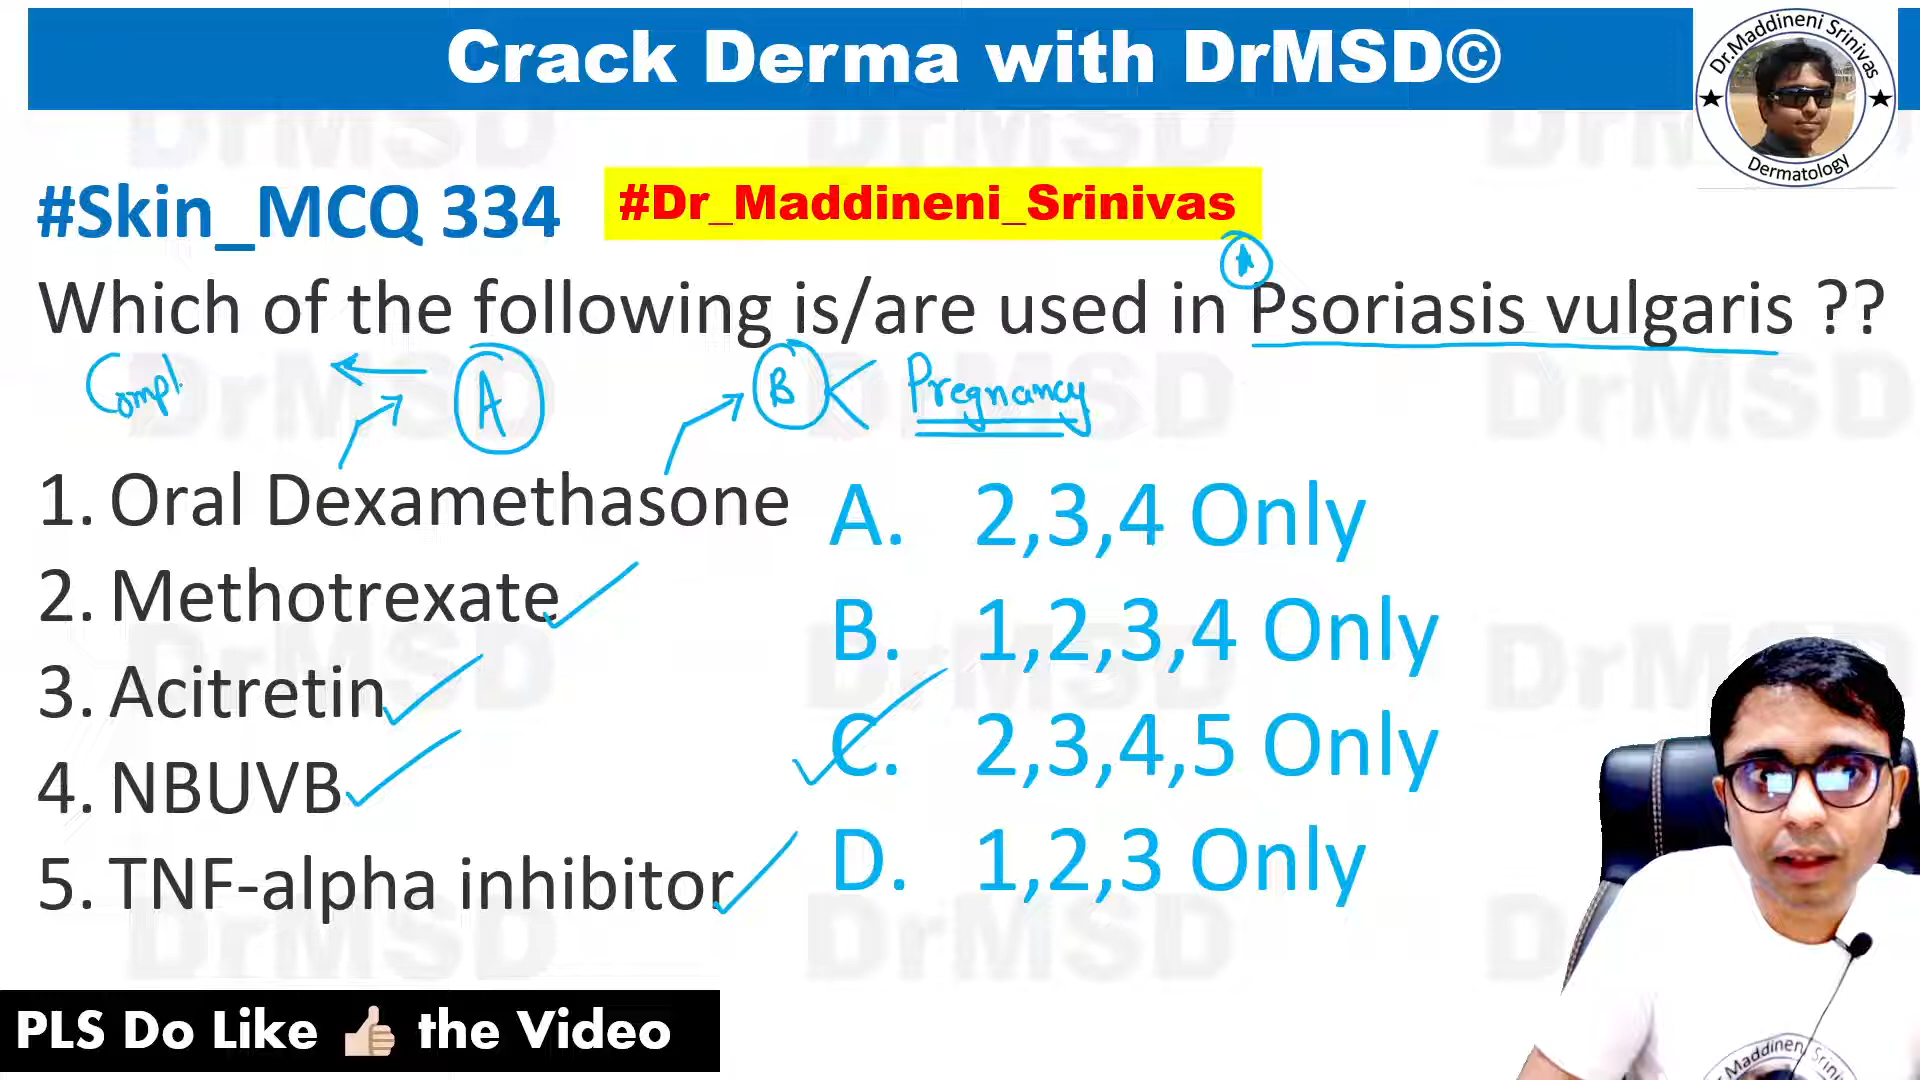 Crack Derma with DrMSD©
Dr.Maddineni Srinivas
Dermatology
#Skin_MCQ 334
#Dr_Maddineni_Srinivas
Which of the following is/are used in Psoriasis vulgaris ??
Compl.
A
B
Pregnancy
1. Oral Dexamethasone
2. Methotrexate
3. Acitretin
4. NBUVB
5. TNF-alpha inhibitor
A. 2,3,4 Only
B. 1,2,3,4 Only
C. 2,3,4,5 Only
D. 1,2,3 Only
PLS Do Like the Video
DrMSD
Maddineni Srini